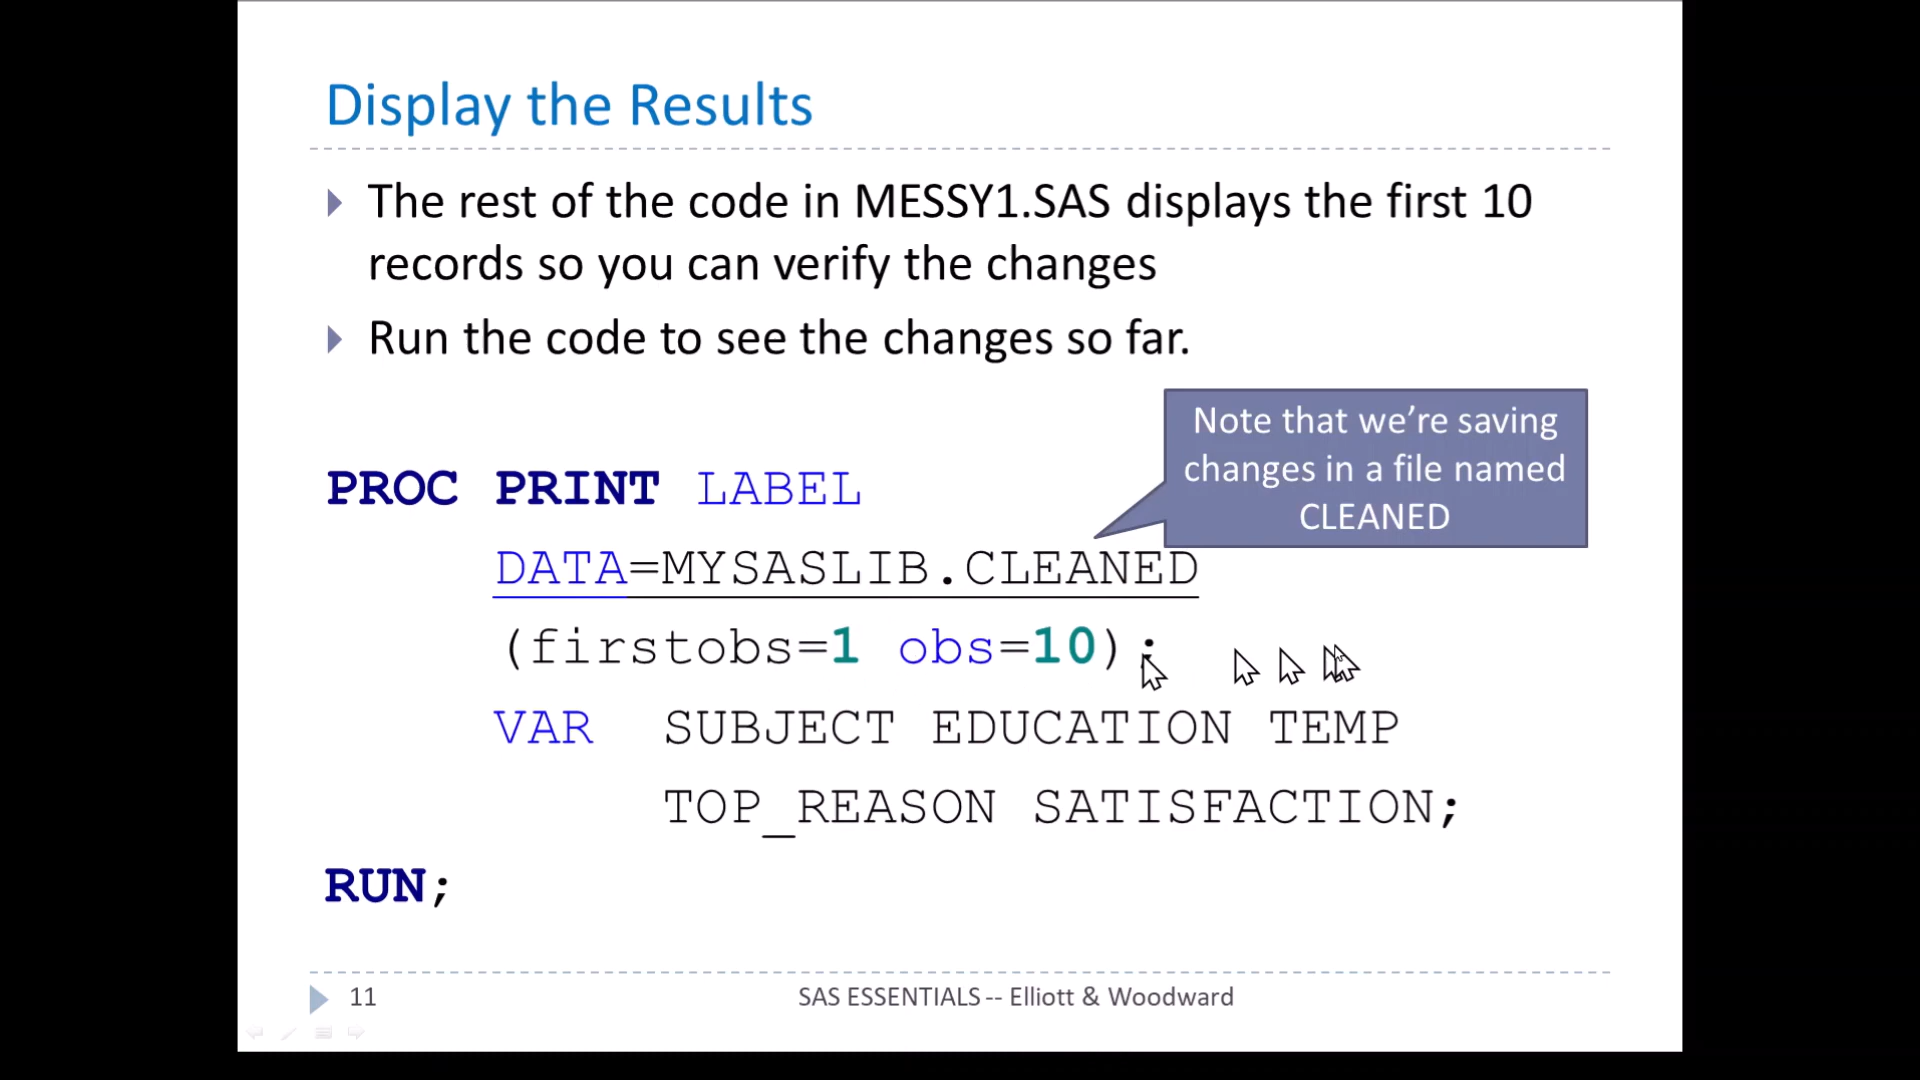 Display the Results
The rest of the code in MESSY1.SAS displays the first 10
records so you can verify the changes
Run the code to see the changes so far.
Note that we’re saving
changes in a file named
CLEANED
PROC PRINT LABEL
DATA=MYSASLIB.CLEANED
(firstobs=1 obs=10);
VAR SUBJECT EDUCATION TEMP
TOP_REASON SATISFACTION;
RUN;
11
SAS ESSENTIALS -- Elliott & Woodward